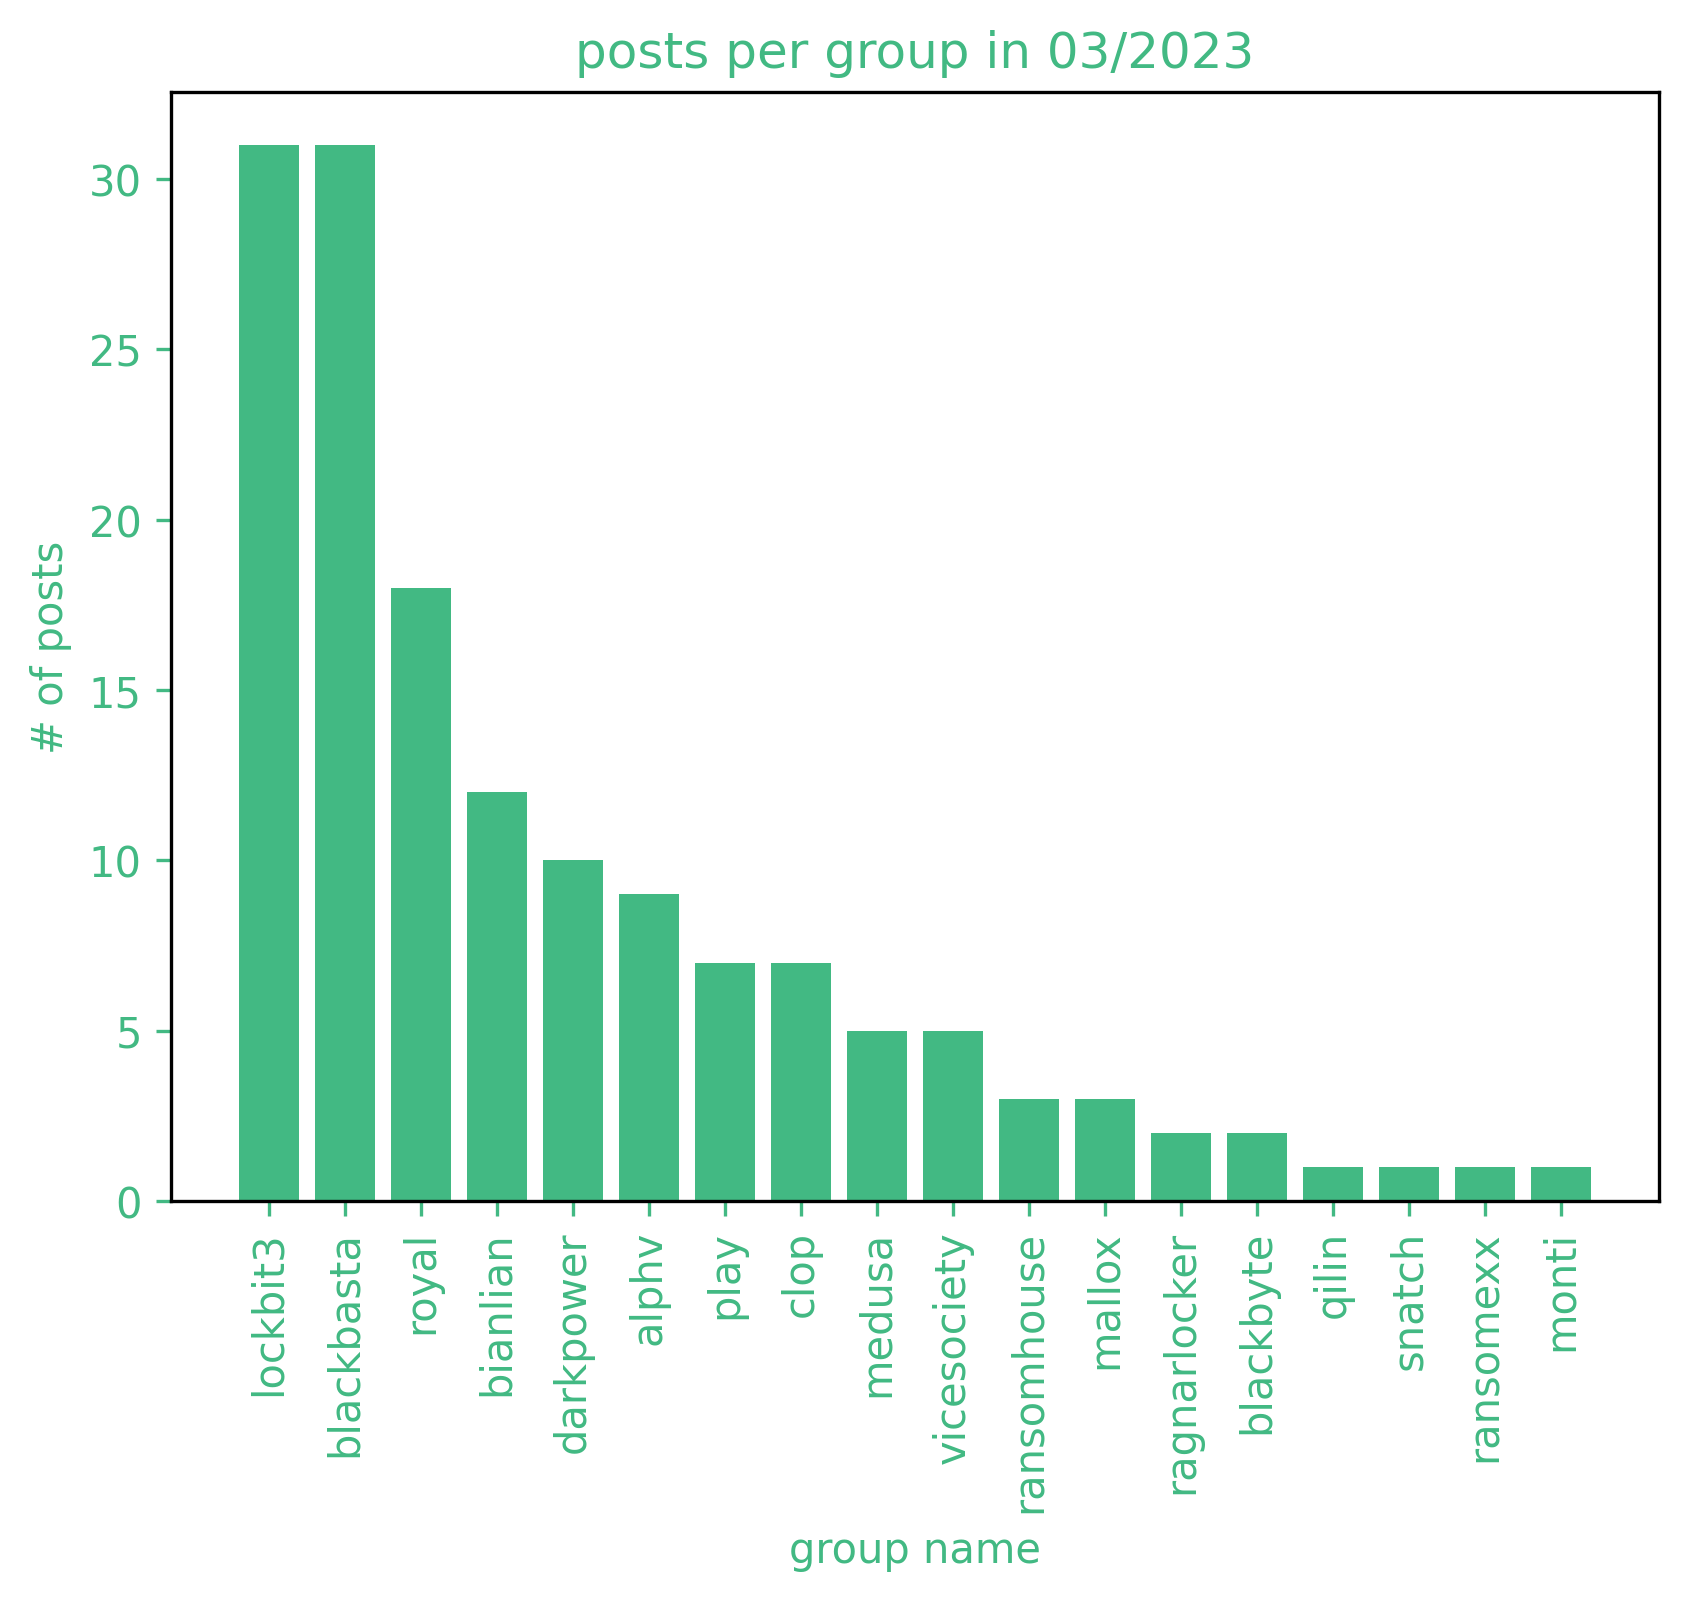 posts per group in 03/2023
# of posts
30
25
20
15
10
5
0
lockbit3
blackbasta
royal
bianlian
darkpower
alphv
play
clop
medusa
vicesociety
ransomhouse
mallox
ragnarlocker
blackbyte
qilin
snatch
ransomexx
monti
group name